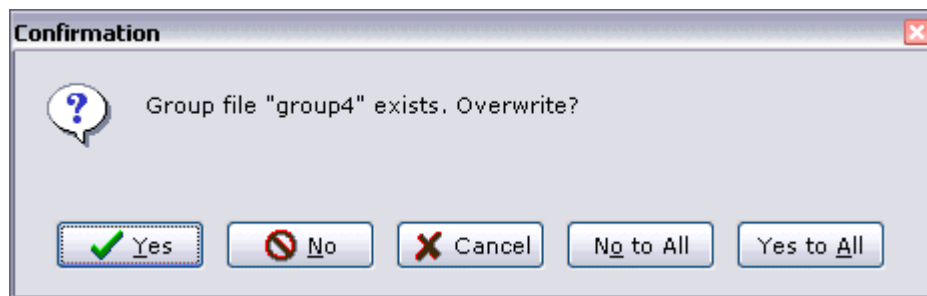 Confirmation
Group file "group4" exists. Overwrite?
Yes No Cancel No to All Yes to All